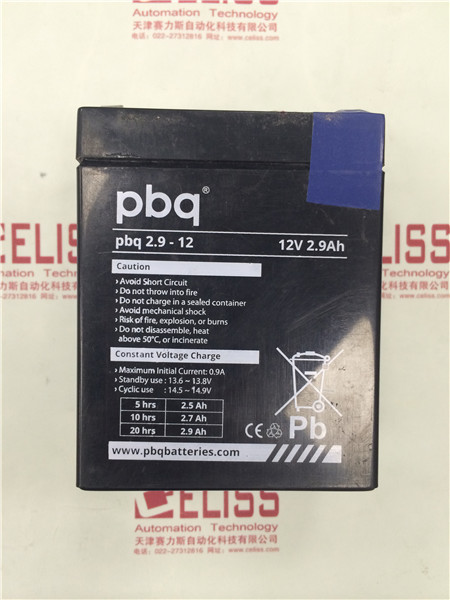 CELISS
Automation Technology
天津赛力斯自动化科技有限公司
电话:022-27312816 http://www.celiss.com
pbq®
pbq 2.9 - 12 12V 2.9Ah
Caution
› Avoid Short Circuit
› Do not throw into fire
› Do not charge in a sealed container
› Avoid mechanical shock
› Risk of fire, explosion, or burns
› Do not disassemble, heat
above 50°C, or incinerate
Constant Voltage Charge
› Maximum Initial Current: 0.9A
› Standby use : 13.6 ~ 13.8V
› Cyclic use : 14.5 ~ 14.9V
5 hrs 2.5 Ah
10 hrs 2.7 Ah
20 hrs 2.9 Ah
CE Pb
www.pbqbatteries.com
CELISS
ELISS
CELISS
Automation Technology
天津赛力斯自动化科技有限公司
电话:022-27312816 http://www.celiss.com